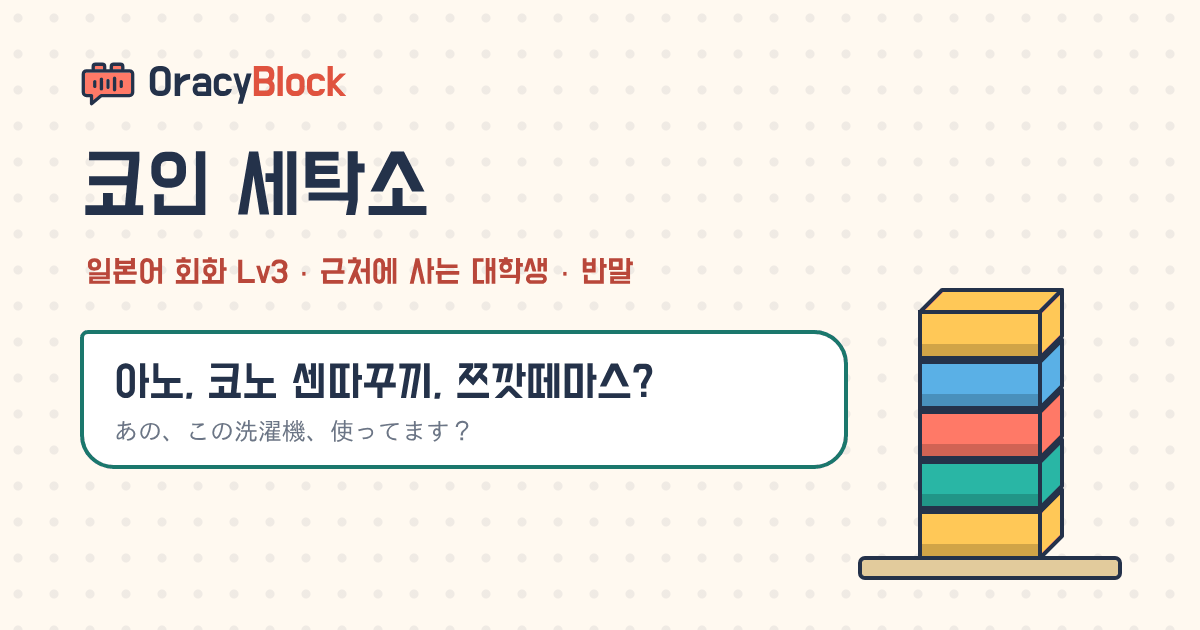 OracyBlock
코인 세탁소
일본어 회화 Lv3 · 근처에 사는 대학생 · 반말
아노, 코노 센따꾸끼, 쯔깟떼마스?
あの、この洗濯機、使ってます？